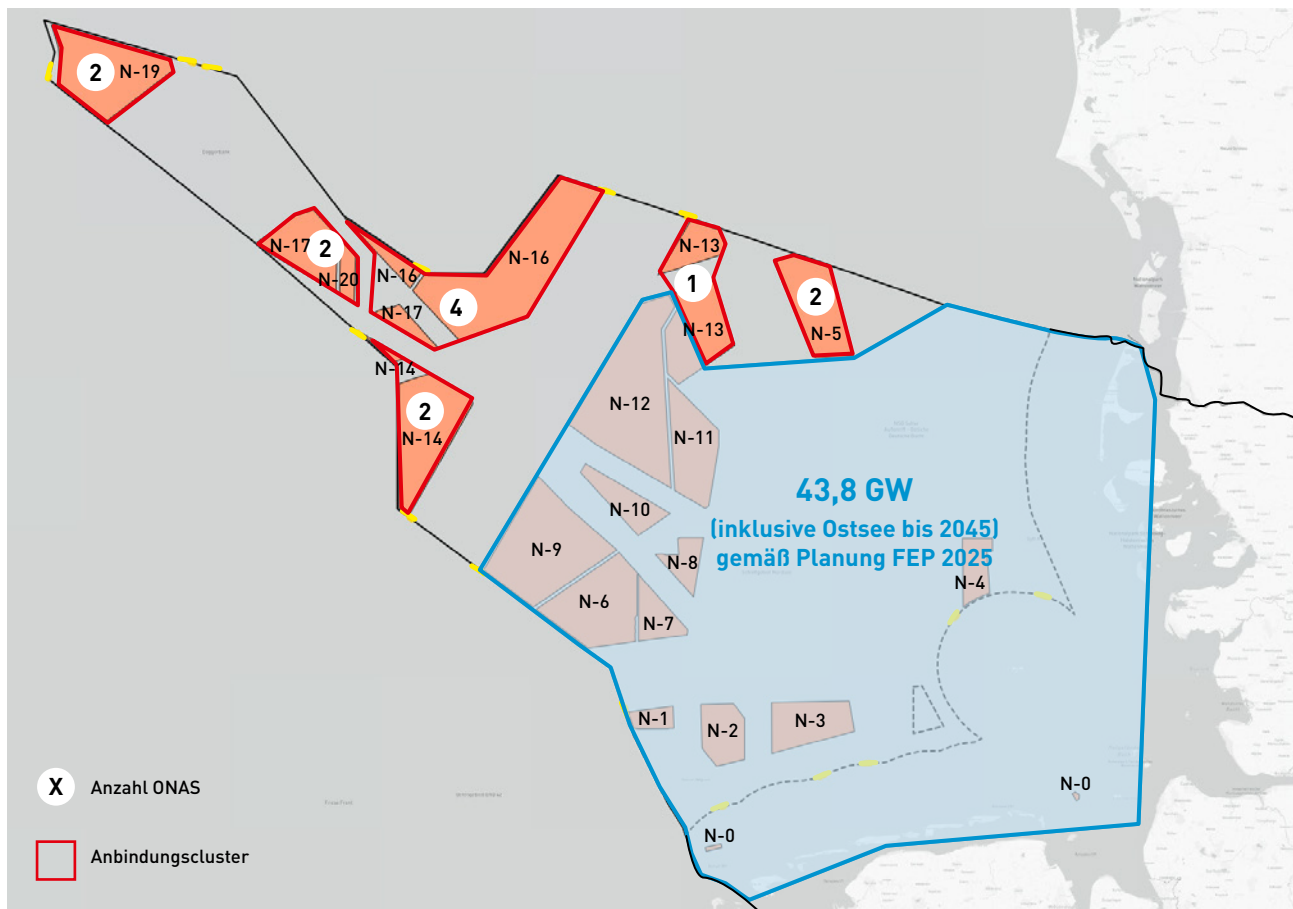 2
N-19
N-17
2
N-20
N-16
N-16
N-17
4
N-13
1
N-13
2
N-5
N-14
2
N-14
N-12
N-11
N-10
N-9
N-8
N-6
N-7
43,8 GW
(inklusive Ostsee bis 2045)
gemäß Planung FEP 2025
N-4
N-1
N-2
N-3
N-0
N-0
X
Anzahl ONAS
Anbindungscluster